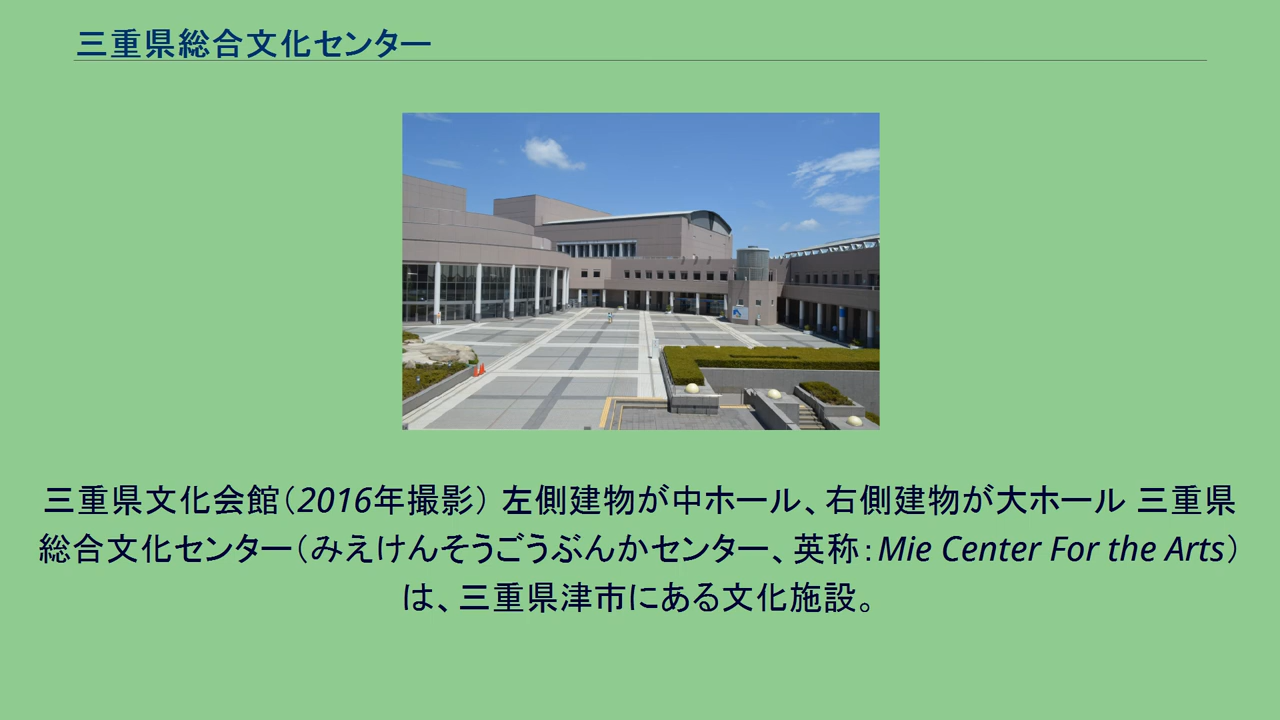 三重県総合文化センター
三重県文化会館（2016年撮影） 左側建物が中ホール、右側建物が大ホール 三重県
総合文化センター（みえけんそうごうぶんかセンター、英称：Mie Center For the Arts）
は、三重県津市にある文化施設。